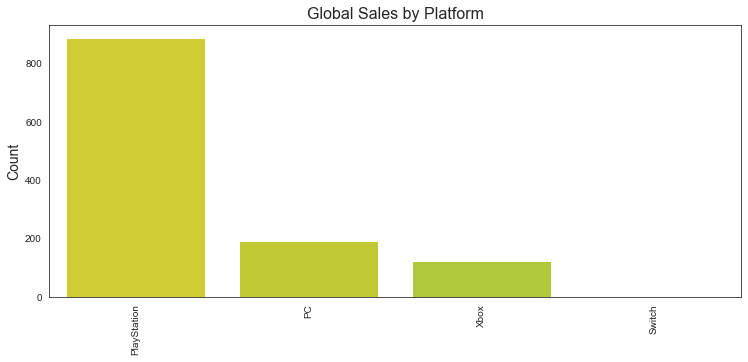 Global Sales by Platform
Count
800
600
400
200
0
PlayStation
PC
Xbox
Switch